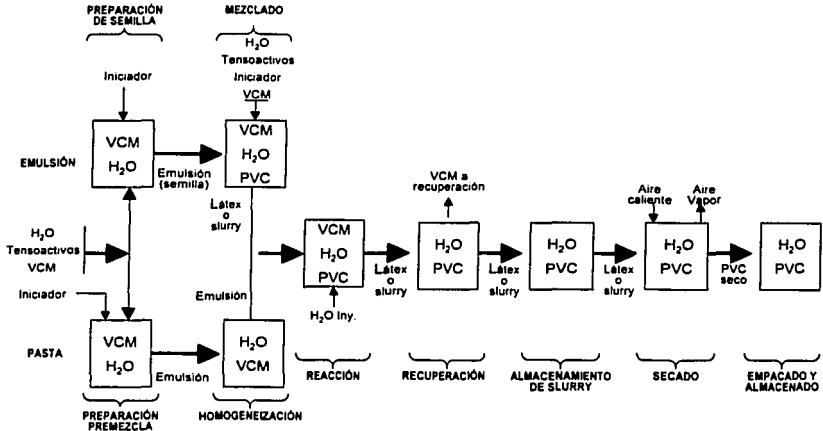 PREPARACIÓN
DE SEMILLA
MEZCLADO
H₂O
Tensoactivos
Iniciador
VCM
Iniciador
EMULSIÓN
VCM
H₂O
Emulsión
(semilla)
VCM
H₂O
PVC
Látex
o
slurry
H₂O
Tensoactivos
VCM
Iniciador
PASTA
VCM
H₂O
Emulsión
Emulsión
H₂O
VCM
PREPARACIÓN
PREMEZCLA
HOMOGENEIZACIÓN
VCM
H₂O
PVC
H₂O Iny.
REACCIÓN
Látex
o
slurry
VCM a
recuperación
H₂O
PVC
RECUPERACIÓN
Látex
o
slurry
H₂O
PVC
ALMACENAMIENTO
DE SLURRY
Látex
o
slurry
Aire
caliente
Aire
Vapor
H₂O
PVC
SECADO
PVC
seco
H₂O
PVC
EMPACADO Y
ALMACENADO